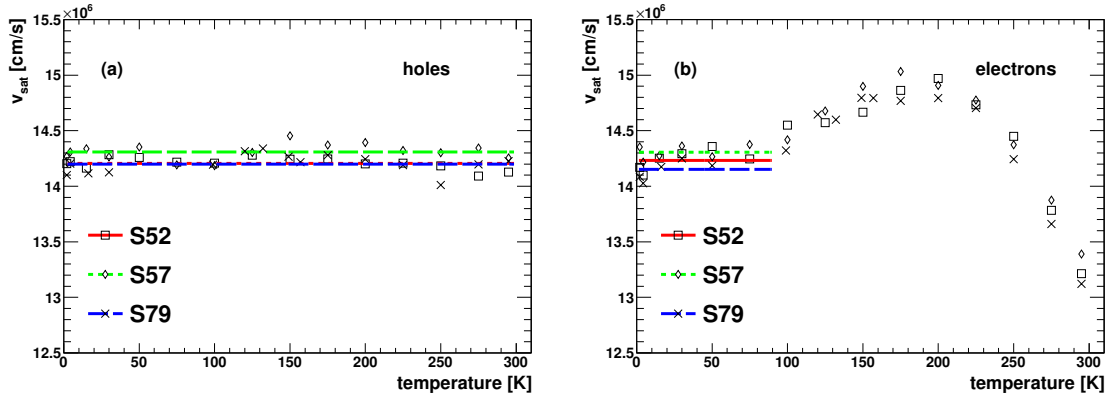 ×10⁶
15.5
15
14.5
14
13.5
13
12.5
v_sat [cm/s]
(a)
holes
S52
S57
S79
0 50 100 150 200 250 300
temperature [K]
×10⁶
15.5
15
14.5
14
13.5
13
12.5
v_sat [cm/s]
(b)
electrons
S52
S57
S79
0 50 100 150 200 250 300
temperature [K]